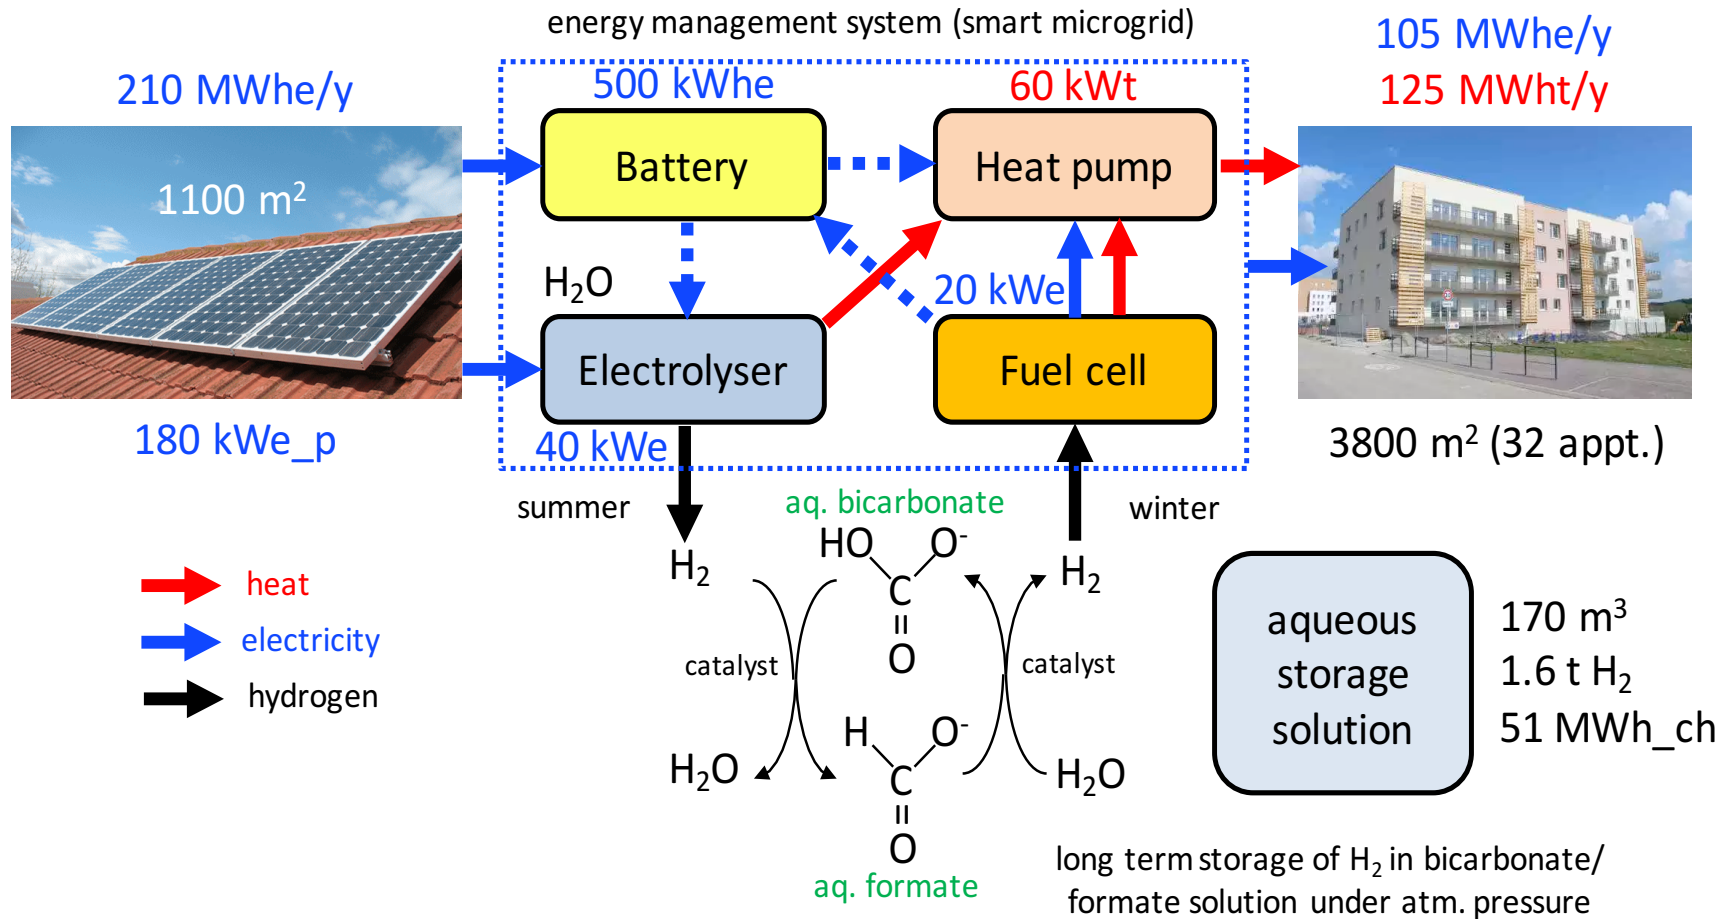 energy management system (smart microgrid)
210 MWhe/y
1100 m²
180 kWe_p
500 kWhe
Battery
60 kWt
Heat pump
H₂O
Electrolyser
40 kWe
20 kWe
Fuel cell
105 MWhe/y
125 MWht/y
3800 m² (32 appt.)
summer
winter
heat
electricity
hydrogen
aq. bicarbonate
HO
O⁻
C
O
H₂
H₂
catalyst
catalyst
H
O⁻
C
O
H₂O
H₂O
aq. formate
aqueous
storage
solution
170 m³
1.6 t H₂
51 MWh_ch
long term storage of H₂ in bicarbonate/
formate solution under atm. pressure